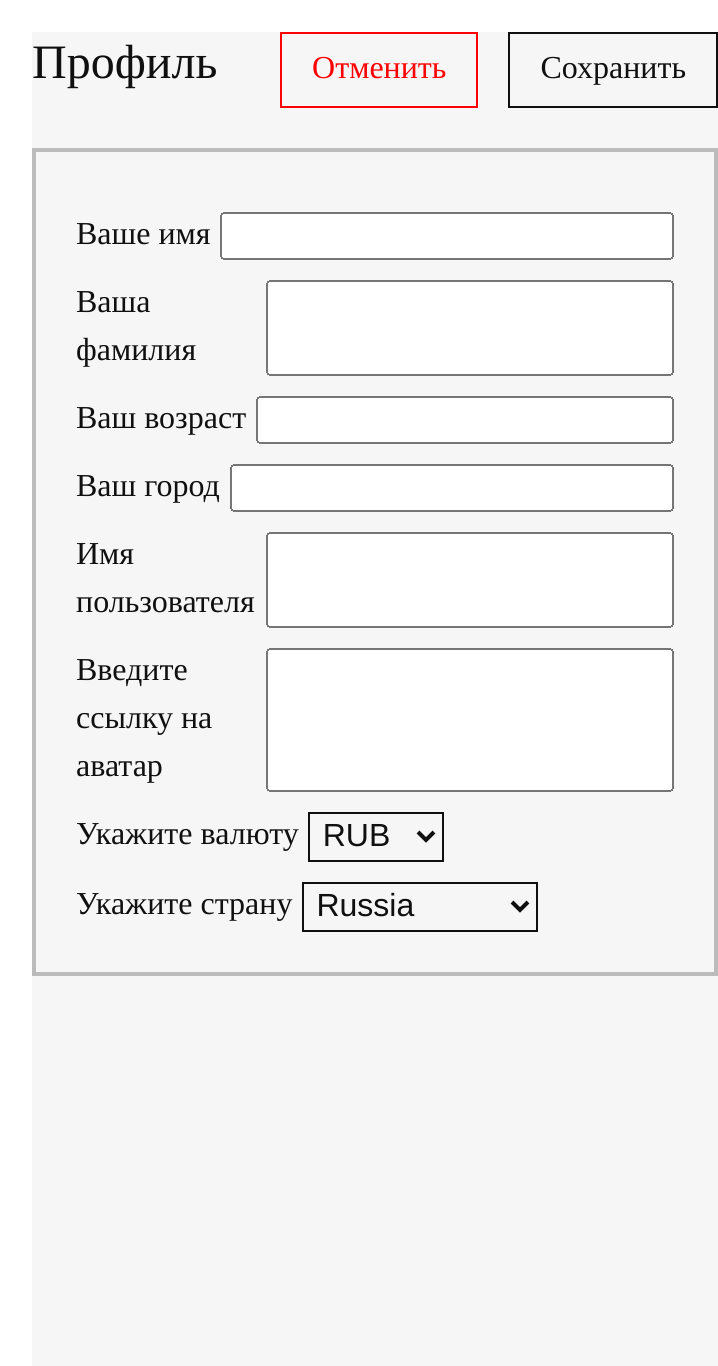 Профиль Отменить Сохранить
Ваше имя
Ваша
фамилия
Ваш возраст
Ваш город
Имя
пользователя
Введите
ссылку на
аватар
Укажите валюту RUB
Укажите страну Russia